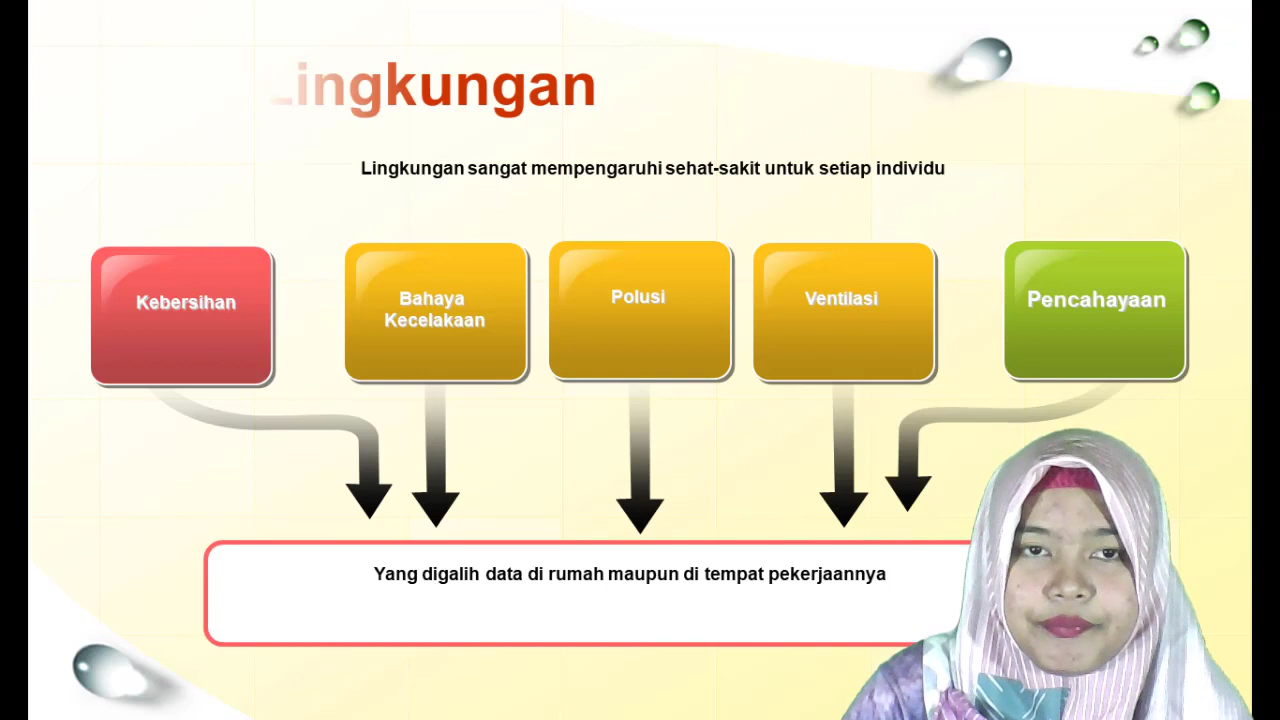 Lingkungan
Lingkungan sangat mempengaruhi sehat-sakit untuk setiap individu
Kebersihan
Bahaya
Kecelakaan
Polusi
Ventilasi
Pencahayaan
Yang digalih data di rumah maupun di tempat pekerjaannya